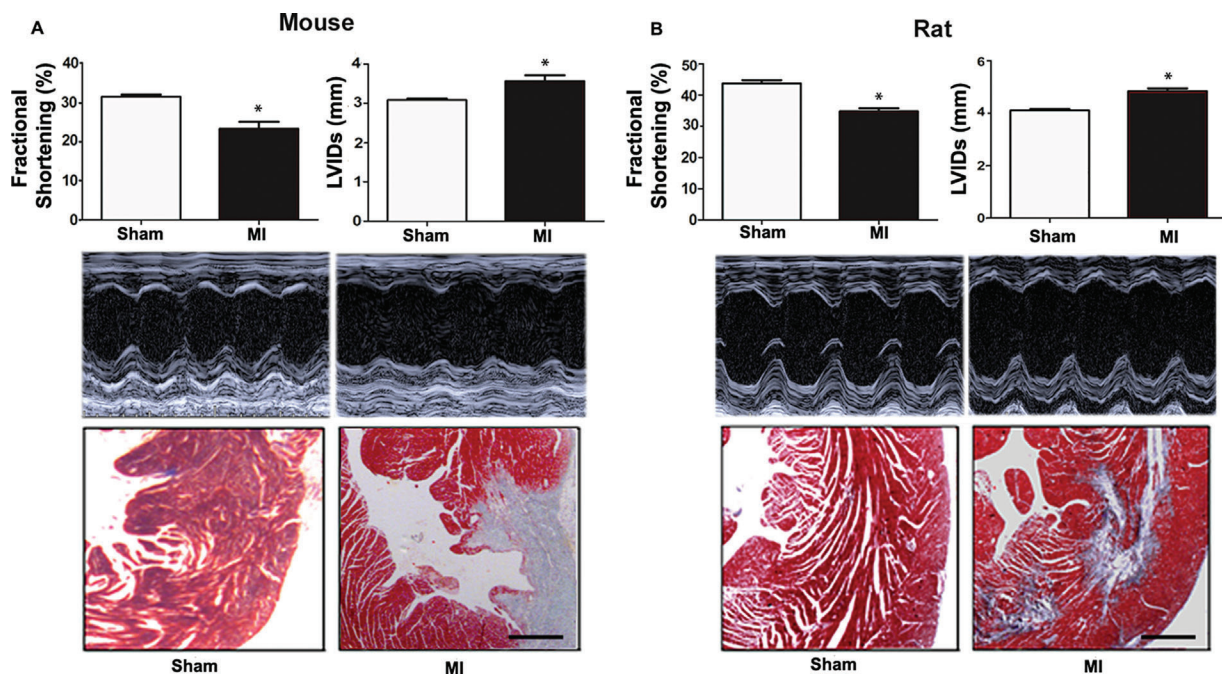 A
Mouse
Fractional
Shortening (%)
40
30
20
10
0
*
Sham
MI
LVIDs (mm)
4
3
2
1
0
*
Sham
MI
Sham
MI
B
Rat
Fractional
Shortening (%)
50
40
30
20
10
0
*
Sham
MI
LVIDs (mm)
6
4
2
0
*
Sham
MI
Sham
MI